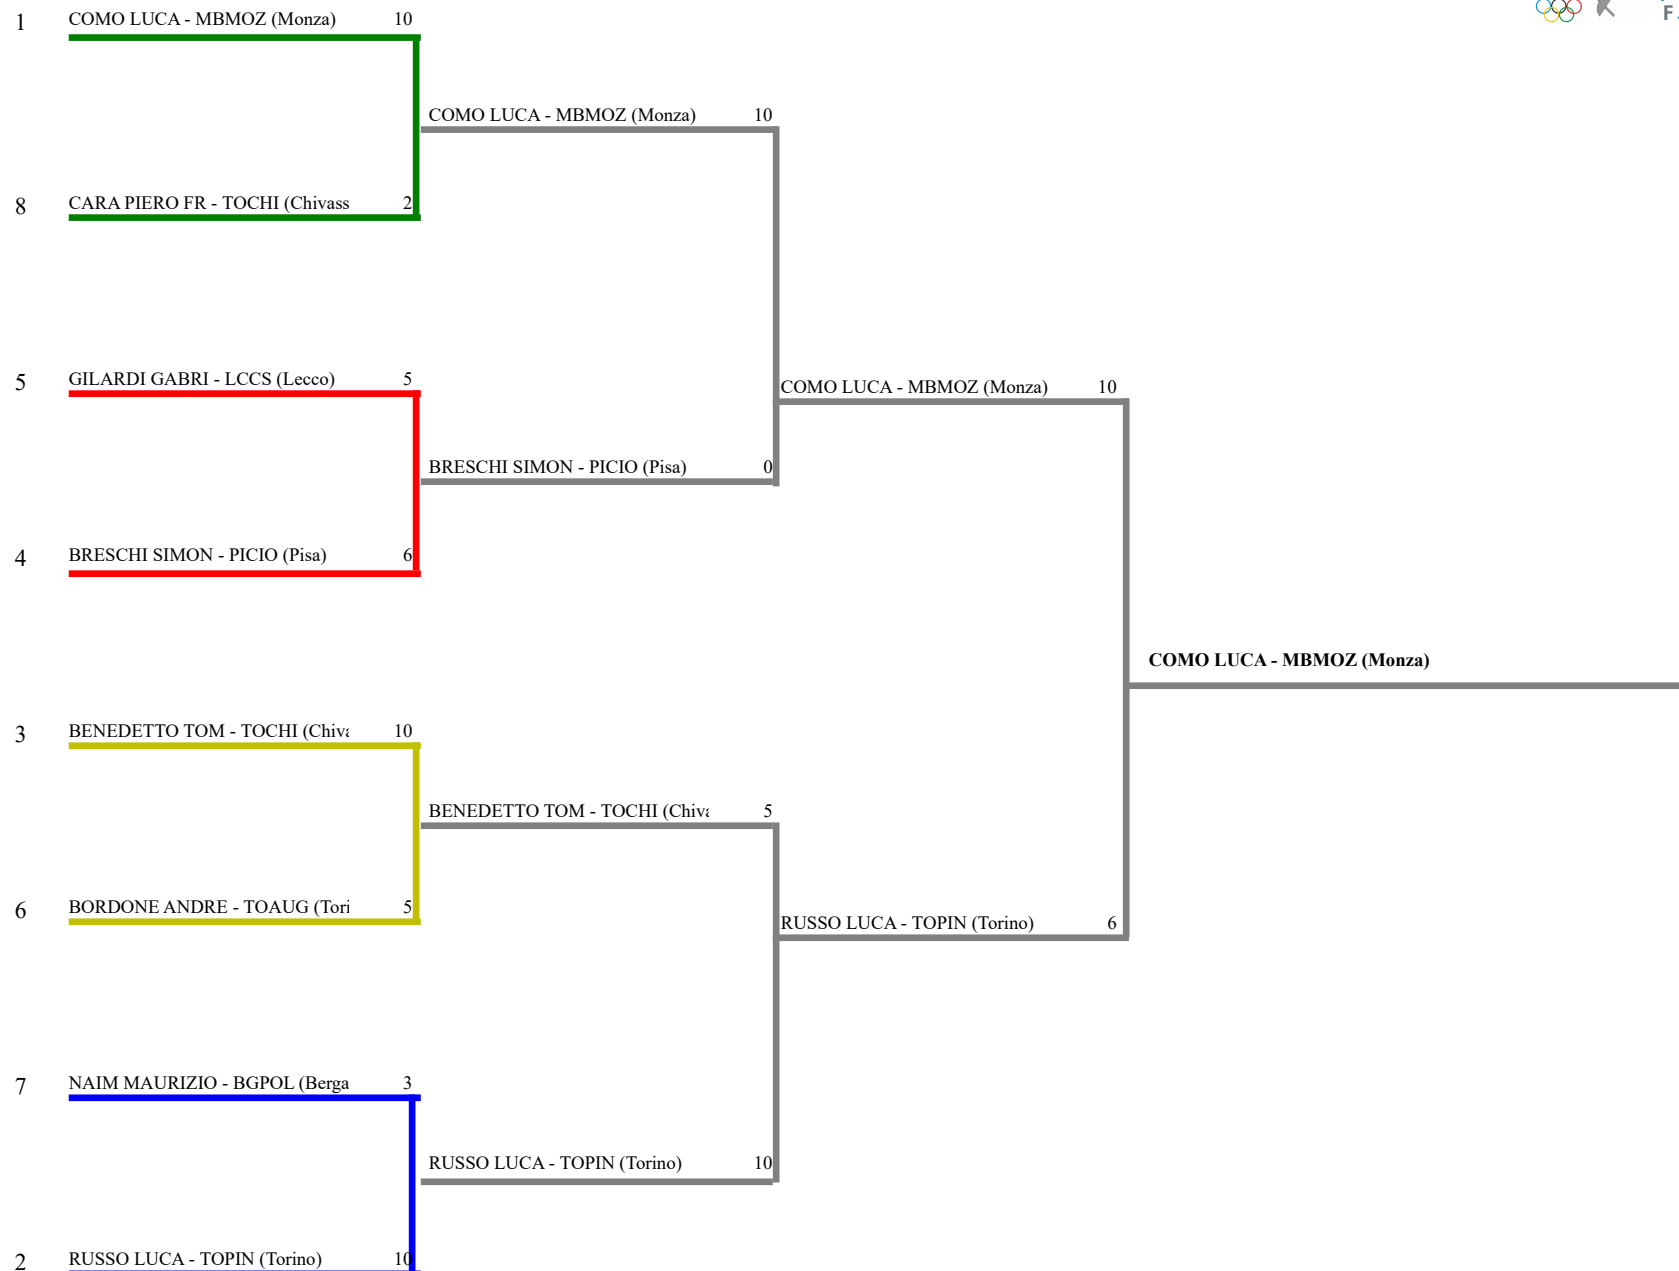 1 COMO LUCA - MBMOZ (Monza) 10
F
COMO LUCA - MBMOZ (Monza) 10
8 CARA PIERO FR - TOCHI (Chivass 2
5 GILARDI GABRI - LCCS (Lecco) 5
COMO LUCA - MBMOZ (Monza) 10
BRESCHI SIMON - PICIO (Pisa) 0
4 BRESCHI SIMON - PICIO (Pisa) 6
COMO LUCA - MBMOZ (Monza)
3 BENEDETTO TOM - TOCHI (Chiva 10
BENEDETTO TOM - TOCHI (Chiva 5
6 BORDONE ANDRE - TOAUG (Tori 5
RUSSO LUCA - TOPIN (Torino) 6
7 NAIM MAURIZIO - BGPOL (Berga 3
RUSSO LUCA - TOPIN (Torino) 10
2 RUSSO LUCA - TOPIN (Torino) 10